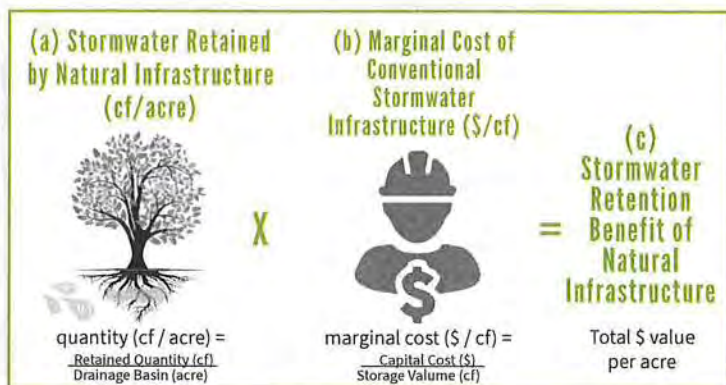 (a) Stormwater Retained
by Natural Infrastructure
(cf/acre)
X
quantity (cf / acre) =
Retained Quantity (cf)
Drainage Basin (acre)
(b) Marginal Cost of
Conventional
Stormwater
Infrastructure ($/cf)
$
marginal cost ($ / cf) =
Capital Cost ($)
Storage Volume (cf)
=
(c)
Stormwater
Retention
Benefit of
Natural
Infrastructure
Total $ value
per acre